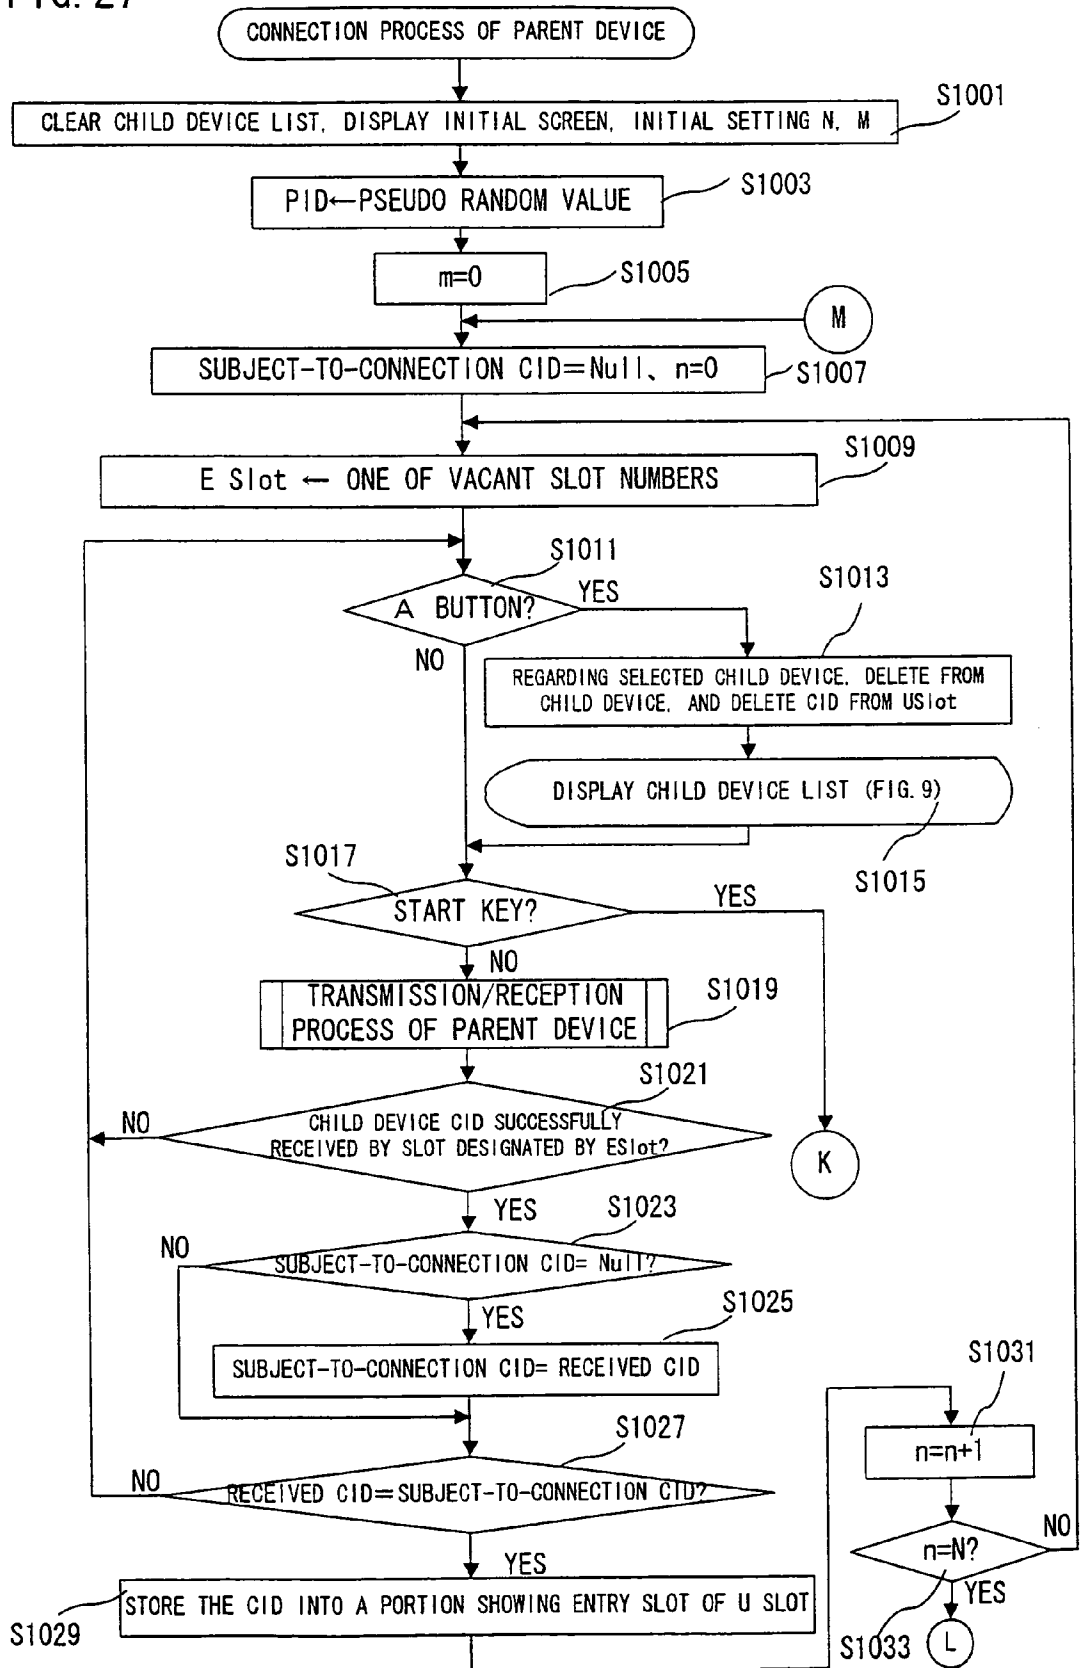 FIG. 27
CONNECTION PROCESS OF PARENT DEVICE
S1001
CLEAR CHILD DEVICE LIST, DISPLAY INITIAL SCREEN, INITIAL SETTING N, M
S1003
PID←PSEUDO RANDOM VALUE
S1005
m=0
M
SUBJECT-TO-CONNECTION CID=Null、n=0
S1007
S1009
E Slot ← ONE OF VACANT SLOT NUMBERS
S1011
A BUTTON?
YES
NO
S1013
REGARDING SELECTED CHILD DEVICE, DELETE FROM
CHILD DEVICE, AND DELETE CID FROM USlot
DISPLAY CHILD DEVICE LIST (FIG. 9)
S1015
S1017
START KEY?
YES
NO
TRANSMISSION/RECEPTION
PROCESS OF PARENT DEVICE
S1019
S1021
CHILD DEVICE CID SUCCESSFULLY
RECEIVED BY SLOT DESIGNATED BY ESlot?
NO
K
YES
S1023
SUBJECT-TO-CONNECTION CID= Null?
NO
YES
S1025
SUBJECT-TO-CONNECTION CID= RECEIVED CID
S1027
RECEIVED CID=SUBJECT-TO-CONNECTION CID?
NO
YES
S1029
STORE THE CID INTO A PORTION SHOWING ENTRY SLOT OF U SLOT
S1031
n=n+1
n=N?
NO
YES
S1033
L